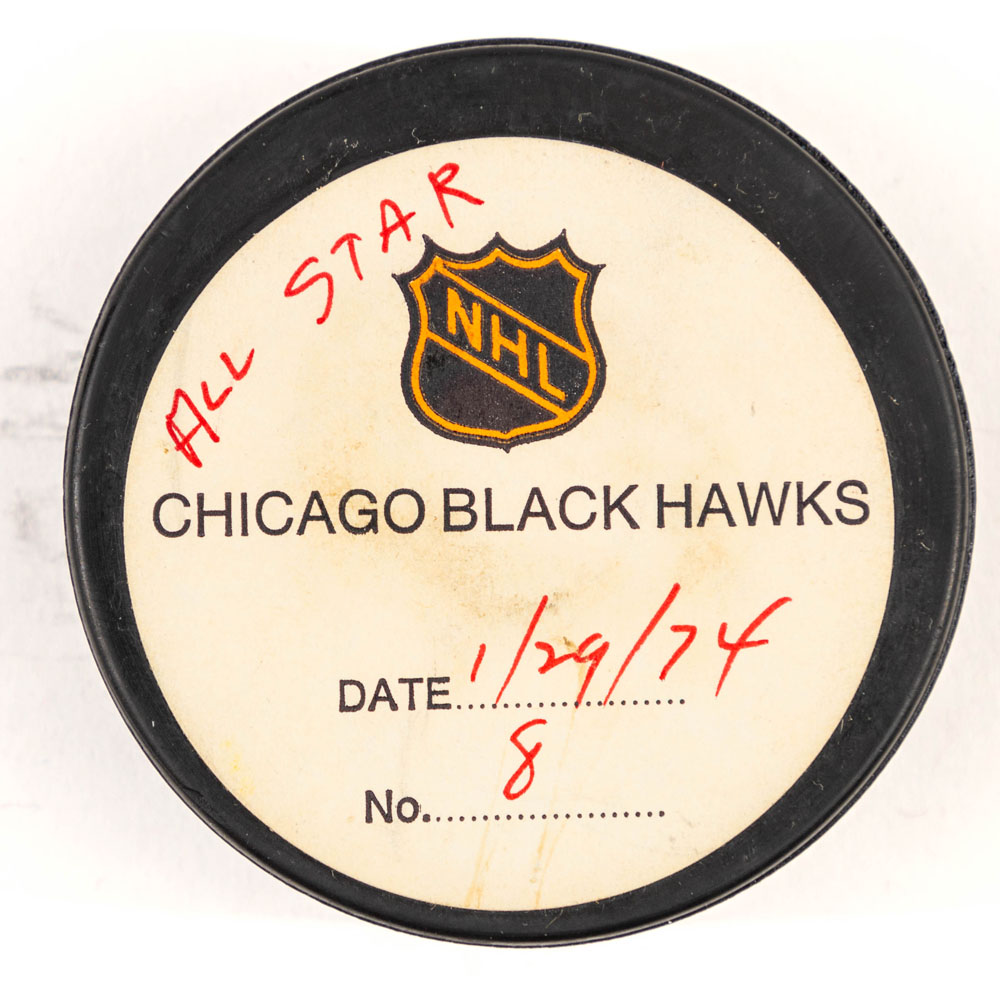 ALL STAR
NHL
CHICAGO BLACK HAWKS
DATE....1/29/74....
No....8....